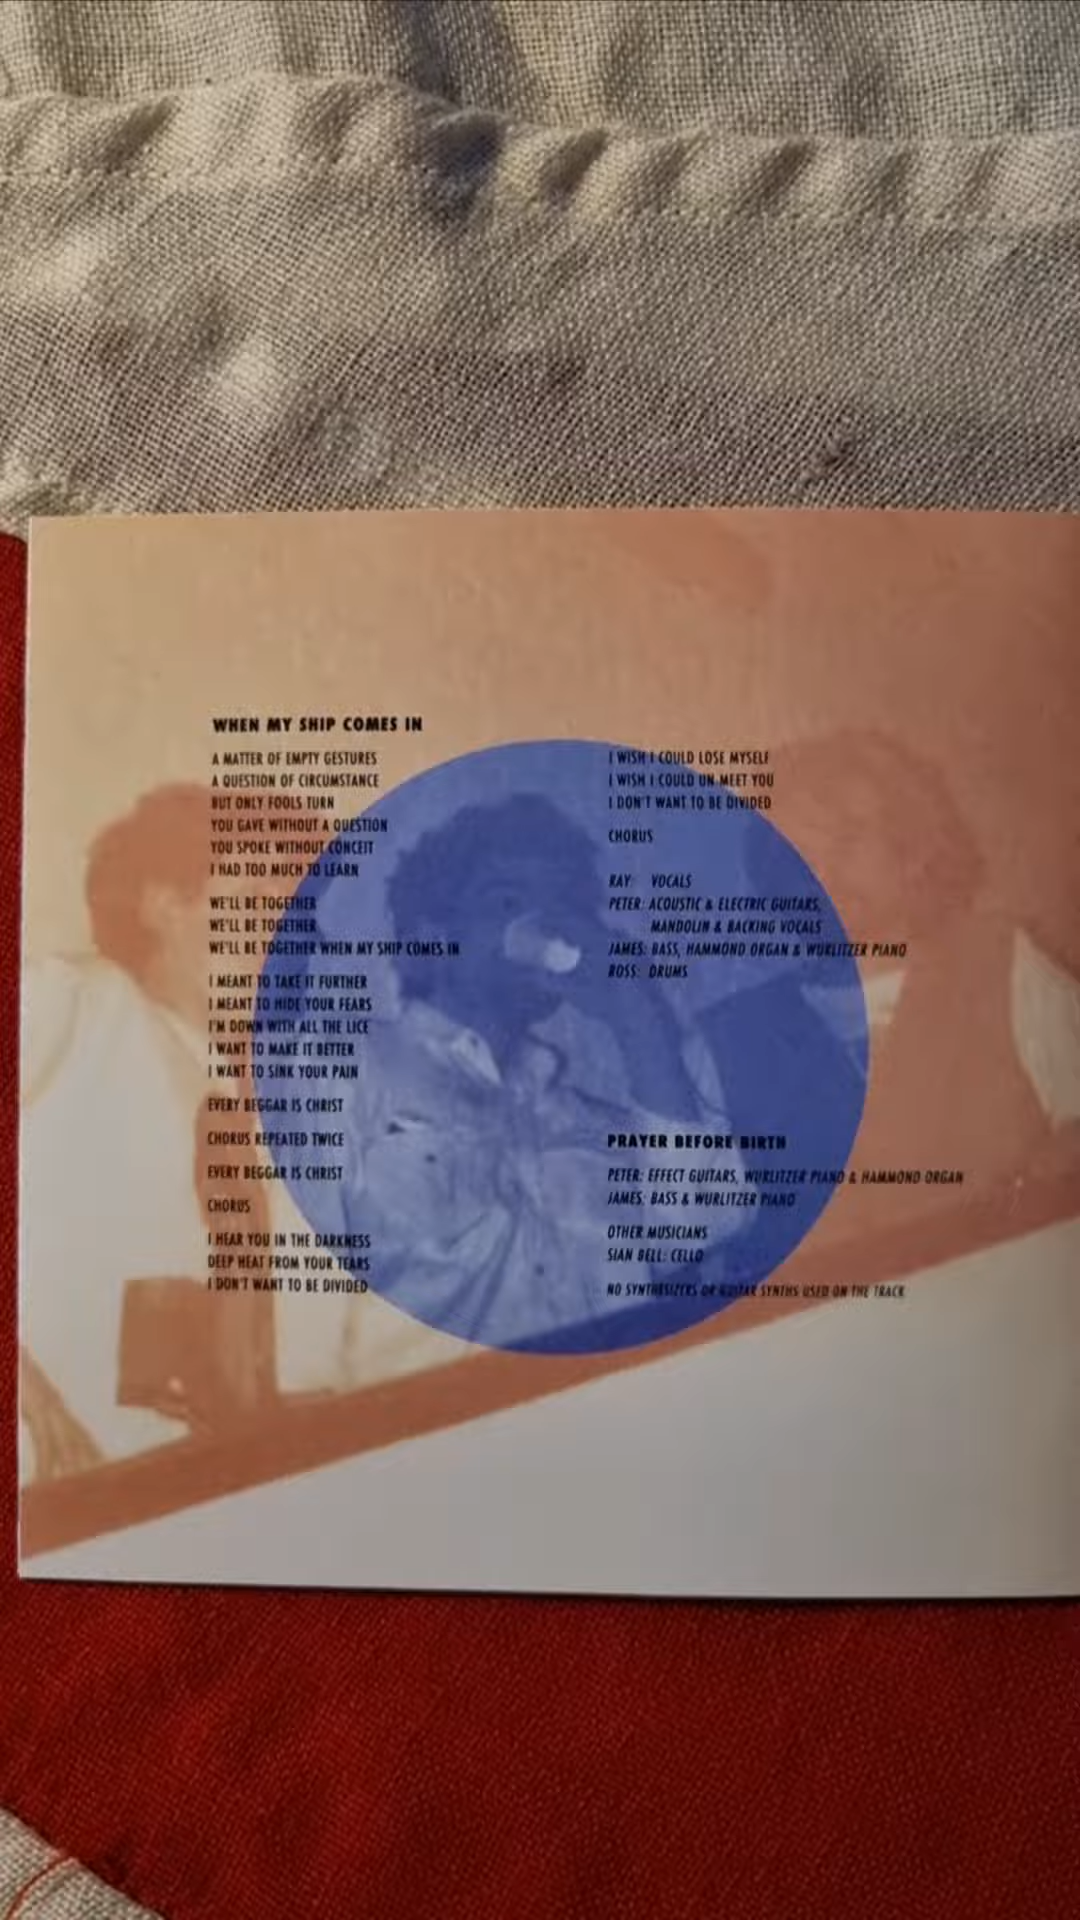 WHEN MY SHIP COMES IN
A MATTER OF EMPTY GESTURES
A QUESTION OF CIRCUMSTANCE
BUT ONLY FOOLS TURN
YOU GAVE WITHOUT A QUESTION
YOU SPOKE WITHOUT CONCEIT
I HAD TOO MUCH TO LEARN
WE'LL BE TOGETHER
WE'LL BE TOGETHER
WE'LL BE TOGETHER WHEN MY SHIP COMES IN
I MEANT TO TAKE IT FURTHER
I MEANT TO HIDE YOUR FEARS
I'M DOWN WITH ALL THE LICE
I WANT TO MAKE IT BETTER
I WANT TO SINK YOUR PAIN
EVERY BEGGAR IS CHRIST
CHORUS REPEATED TWICE
EVERY BEGGAR IS CHRIST
CHORUS
I HEAR YOU IN THE DARKNESS
DEEP HEAT FROM YOUR TEARS
I DON'T WANT TO BE DIVIDED
I WISH I COULD LOSE MYSELF
I WISH I COULD UN-MEET YOU
I DON'T WANT TO BE DIVIDED
CHORUS
RAY: VOCALS
PETER: ACOUSTIC & ELECTRIC GUITARS,
MANDOLIN & BACKING VOCALS
JAMES: BASS, HAMMOND ORGAN & WURLITZER PIANO
ROSS: DRUMS
PRAYER BEFORE BIRTH
PETER: EFFECT GUITARS, WURLITZER PIANO & HAMMOND ORGAN
JAMES: BASS & WURLITZER PIANO
OTHER MUSICIANS
SIAN BELL: CELLO
NO SYNTHESIZERS OR GUITAR SYNTHS USED ON THE TRACK